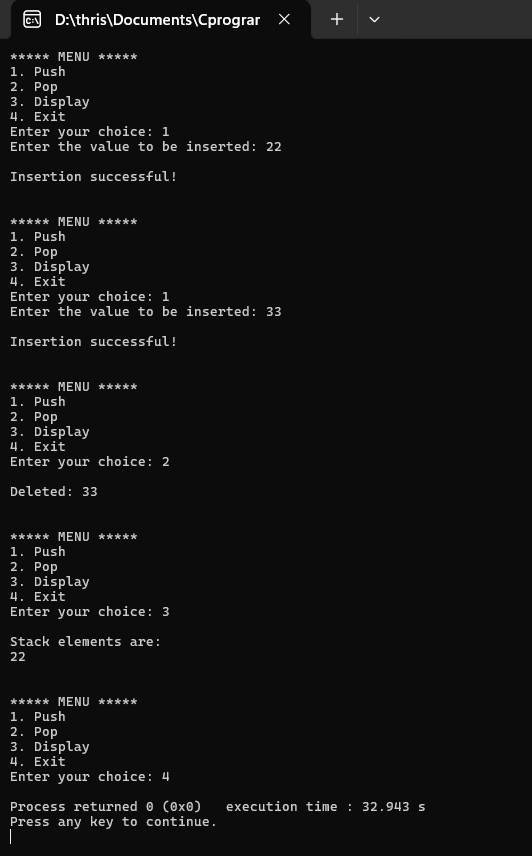 D:\thris\Documents\Cprograr
***** MENU *****
1. Push
2. Pop
3. Display
4. Exit
Enter your choice: 1
Enter the value to be inserted: 22
Insertion successful!
***** MENU *****
1. Push
2. Pop
3. Display
4. Exit
Enter your choice: 1
Enter the value to be inserted: 33
Insertion successful!
***** MENU *****
1. Push
2. Pop
3. Display
4. Exit
Enter your choice: 2
Deleted: 33
***** MENU *****
1. Push
2. Pop
3. Display
4. Exit
Enter your choice: 3
Stack elements are:
22
***** MENU *****
1. Push
2. Pop
3. Display
4. Exit
Enter your choice: 4
Process returned 0 (0x0)   execution time : 32.943 s
Press any key to continue.